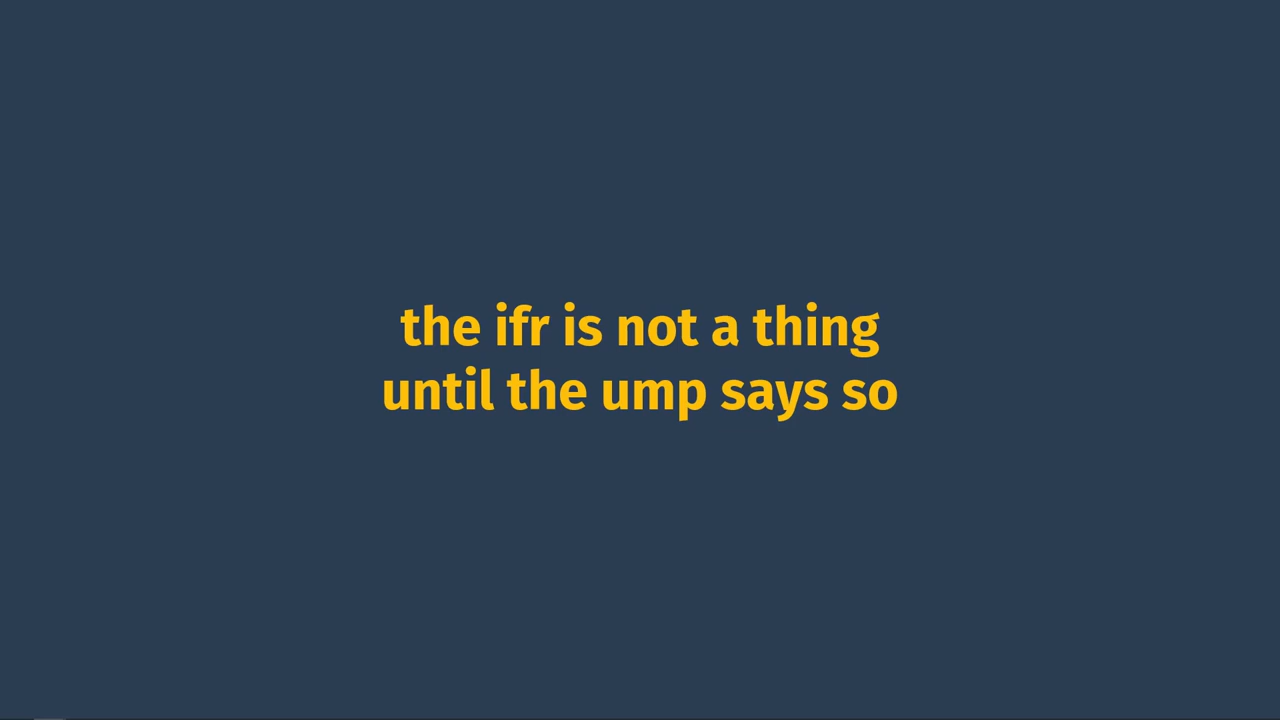 the ifr is not a thing
until the ump says so